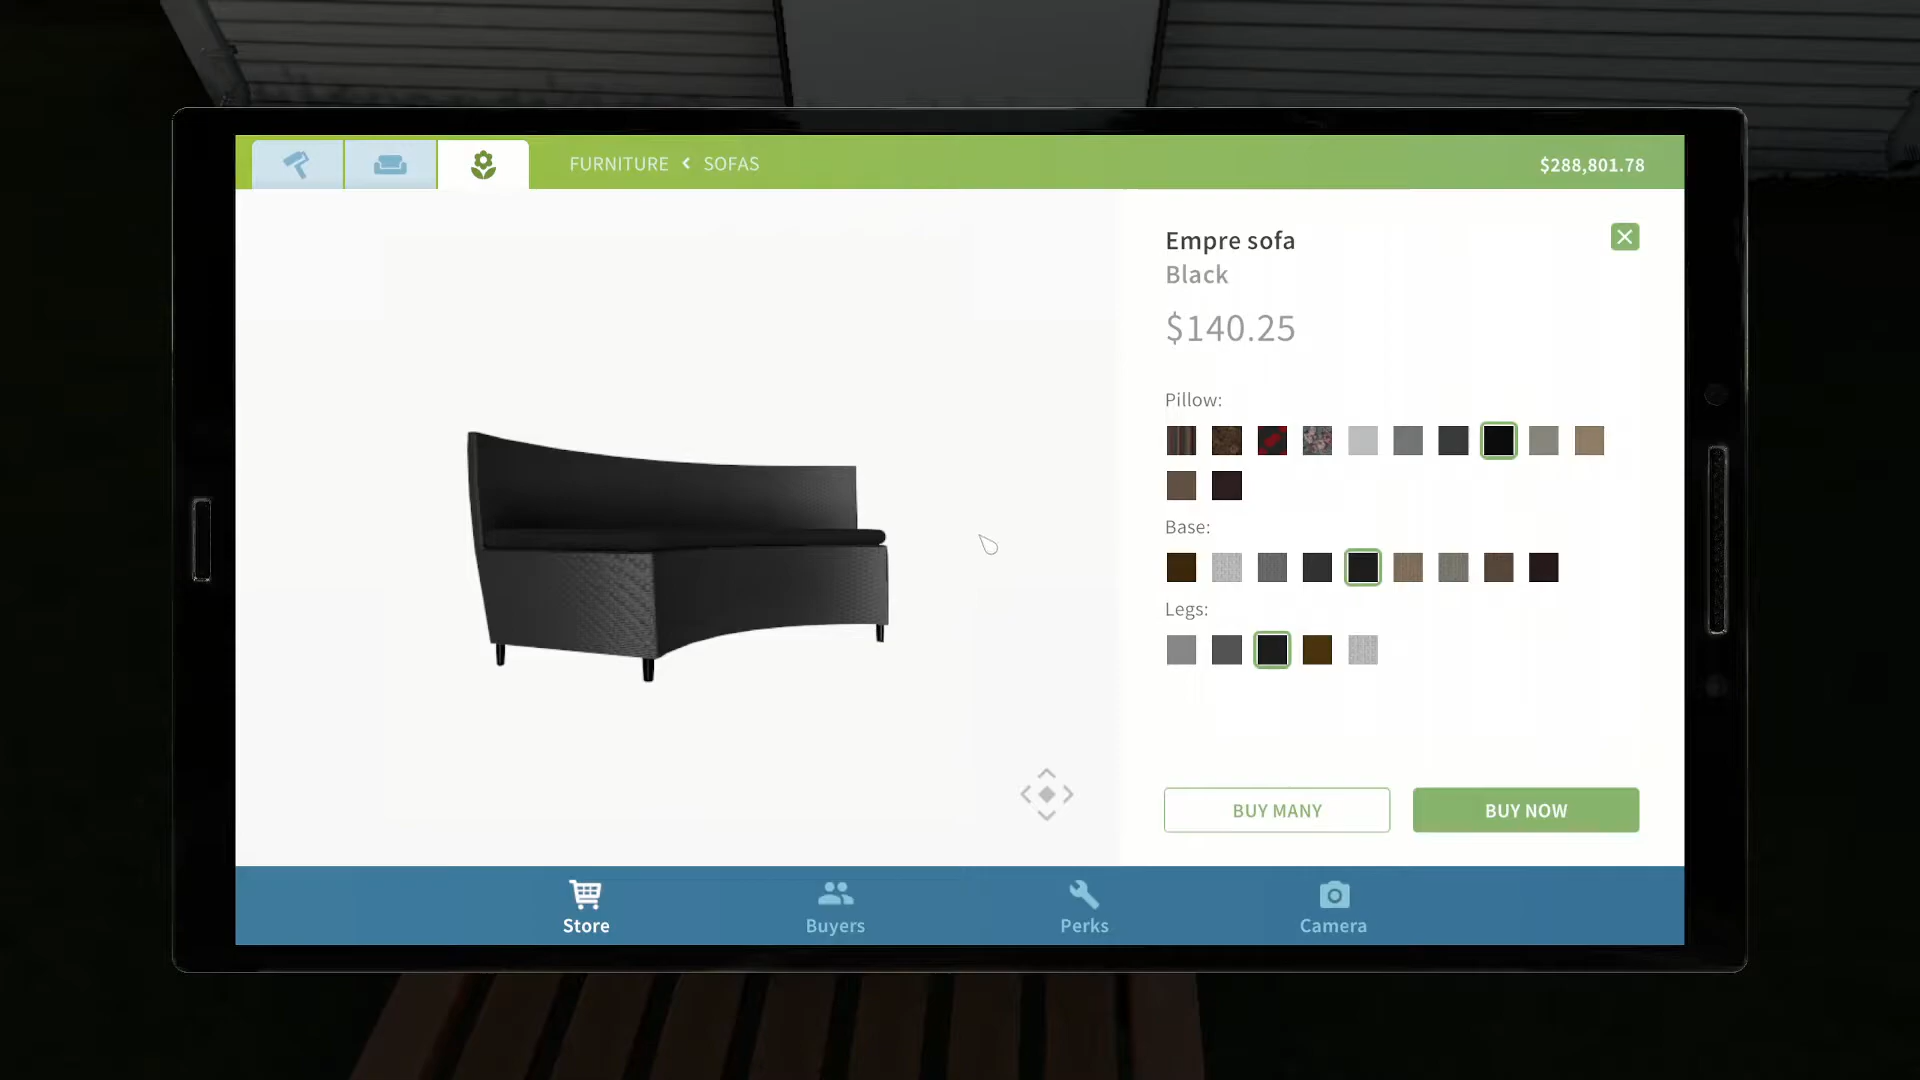 FURNITURE < SOFAS
$288,801.78
Empre sofa
Black
$140.25
Pillow:
Base:
Legs:
BUY MANY
BUY NOW
Store
Buyers
Perks
Camera